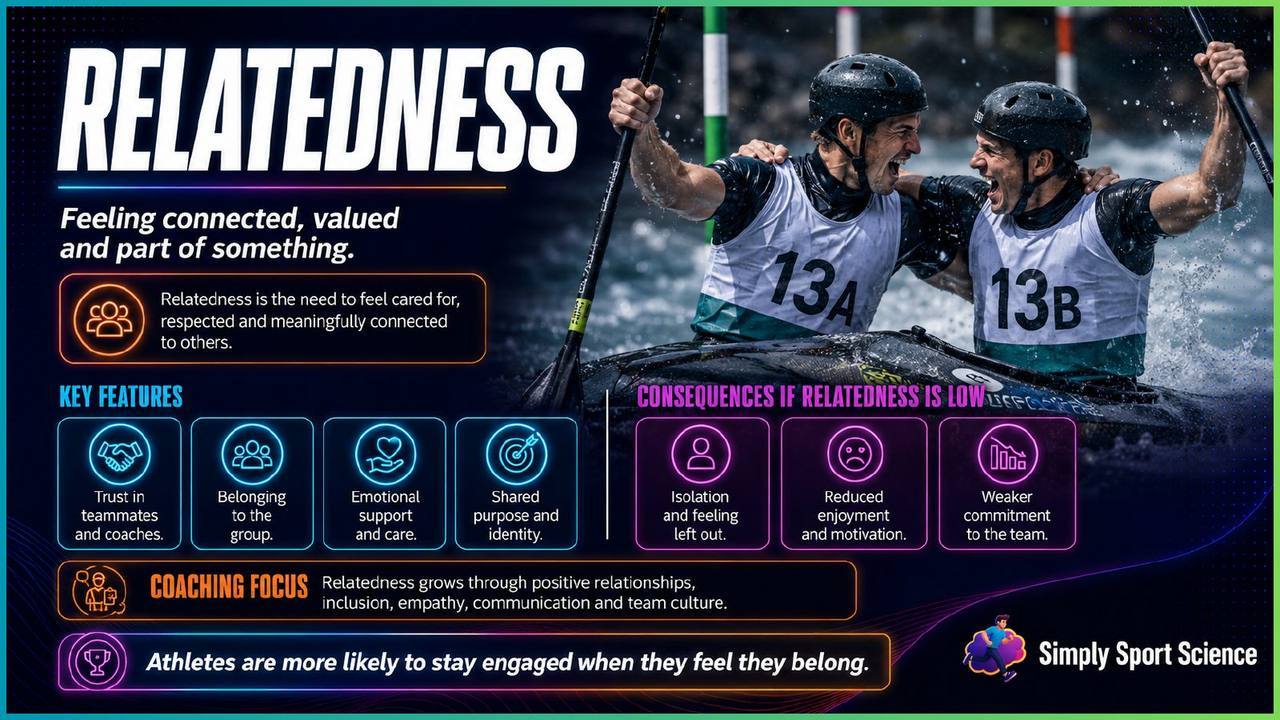 RELATEDNESS
Feeling connected, valued
and part of something.
Relatedness is the need to feel cared for,
respected and meaningfully connected
to others.
13A
13B
KEY FEATURES
Trust in
teammates
and coaches.
Belonging
to the
group.
Emotional
support
and care.
Shared
purpose and
identity.
CONSEQUENCES IF RELATEDNESS IS LOW
Isolation
and feeling
left out.
Reduced
enjoyment
and motivation.
Weaker
commitment
to the team.
COACHING FOCUS
Relatedness grows through positive relationships,
inclusion, empathy, communication and team culture.
Athletes are more likely to stay engaged when they feel they belong.
Simply Sport Science